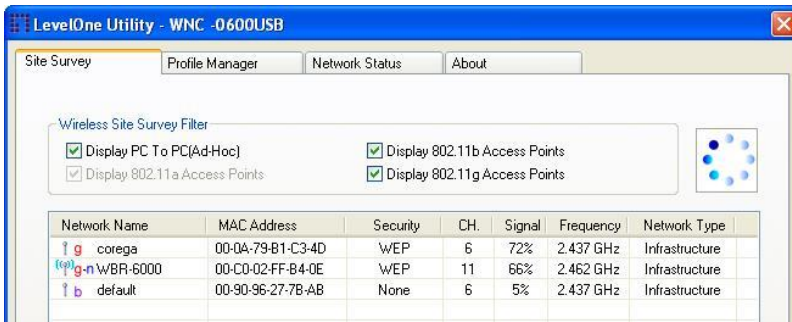 LevelOne Utility - WNC -0600USB
Site Survey Profile Manager Network Status About
Wireless Site Survey Filter
Display PC To PC(Ad-Hoc) Display 802.11b Access Points
Display 802.11a Access Points Display 802.11g Access Points
Network Name MAC Address Security CH. Signal Frequency Network Type
g corega 00-0A-79-B1-C3-4D WEP 6 72% 2.437 GHz Infrastructure
g-n WBR-6000 00-C0-02-FF-B4-0E WEP 11 66% 2.462 GHz Infrastructure
b default 00-90-96-27-7B-AB None 6 5% 2.437 GHz Infrastructure